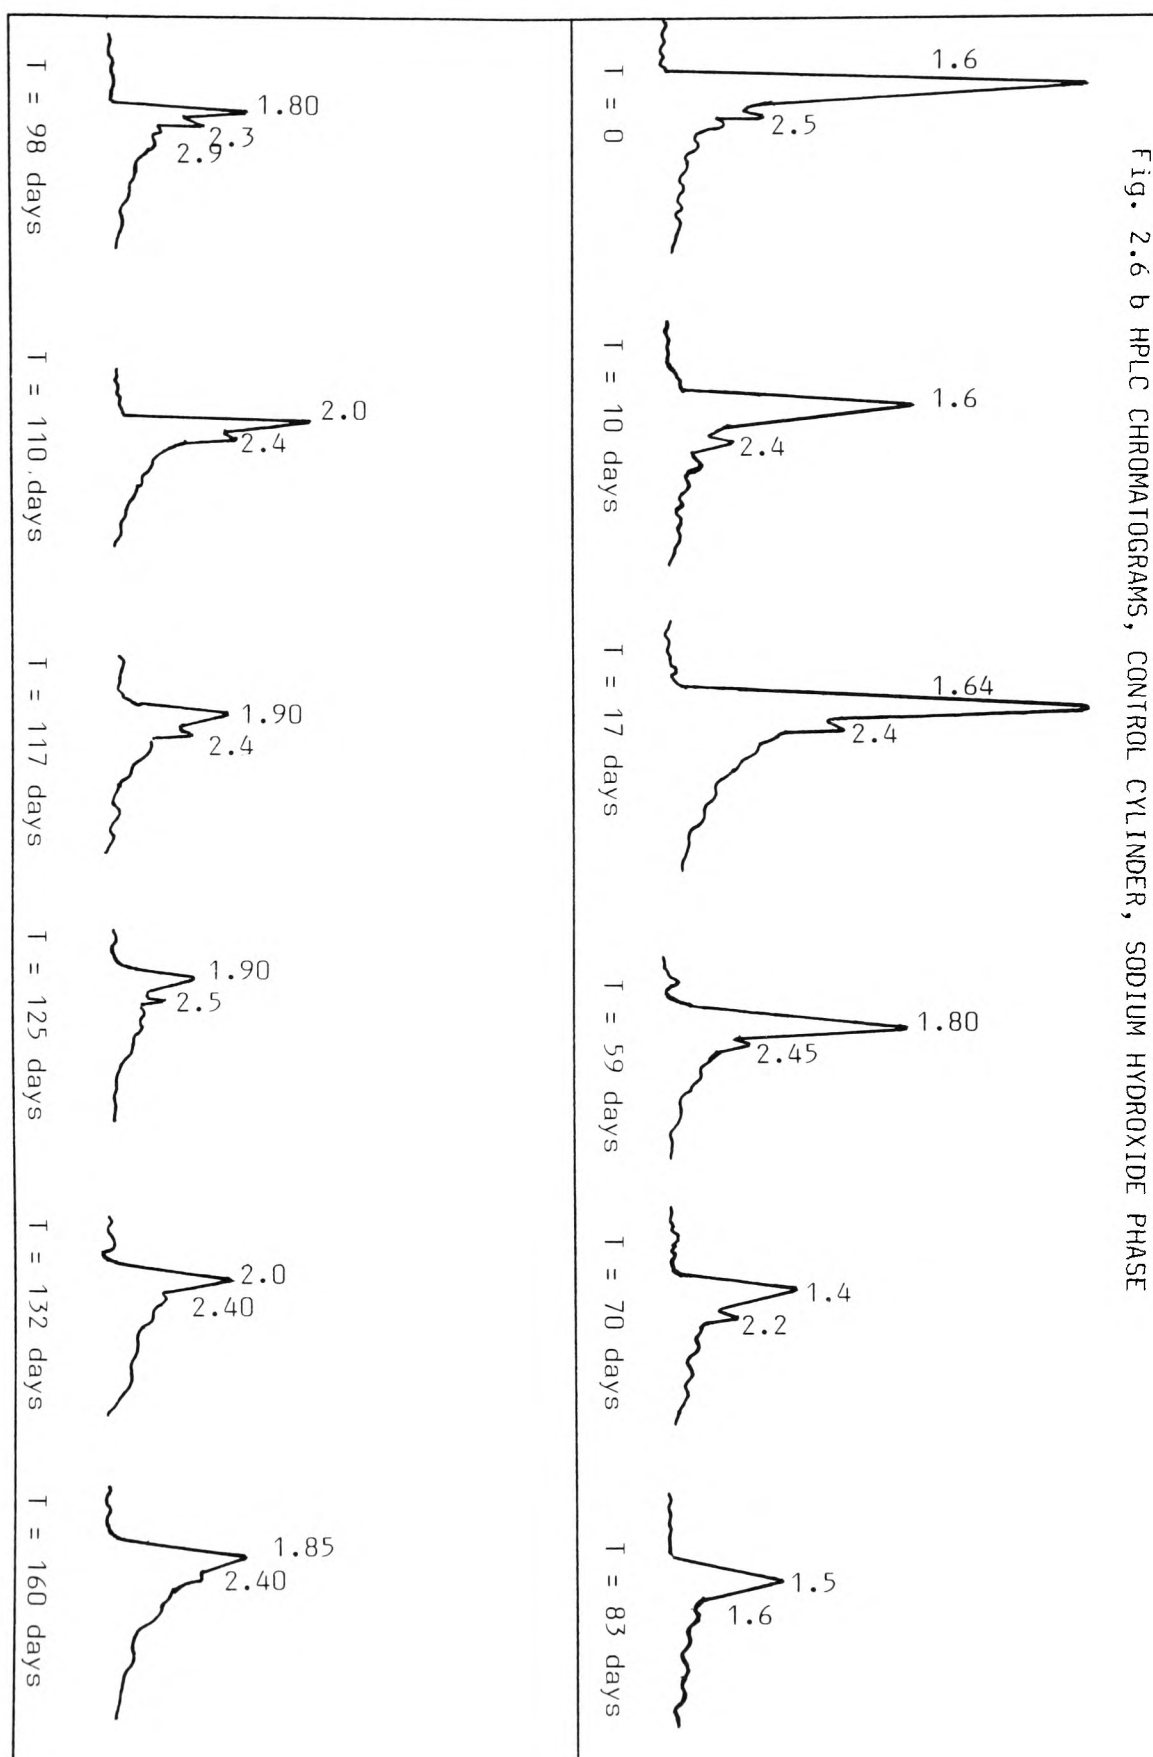 Fig. 2.6 b HPLC CHROMATOGRAMS, CONTROL CYLINDER, SODIUM HYDROXIDE PHASE
1.6
2.5
T = 0
1.6
2.4
T = 10 days
1.64
2.4
T = 17 days
1.80
2.45
T = 59 days
1.4
2.2
T = 70 days
1.5
1.6
T = 83 days
1.80
2.3
2.9
T = 98 days
2.0
2.4
T = 110 days
1.90
2.4
T = 117 days
1.90
2.5
T = 125 days
2.0
2.40
T = 132 days
1.85
2.40
T = 160 days